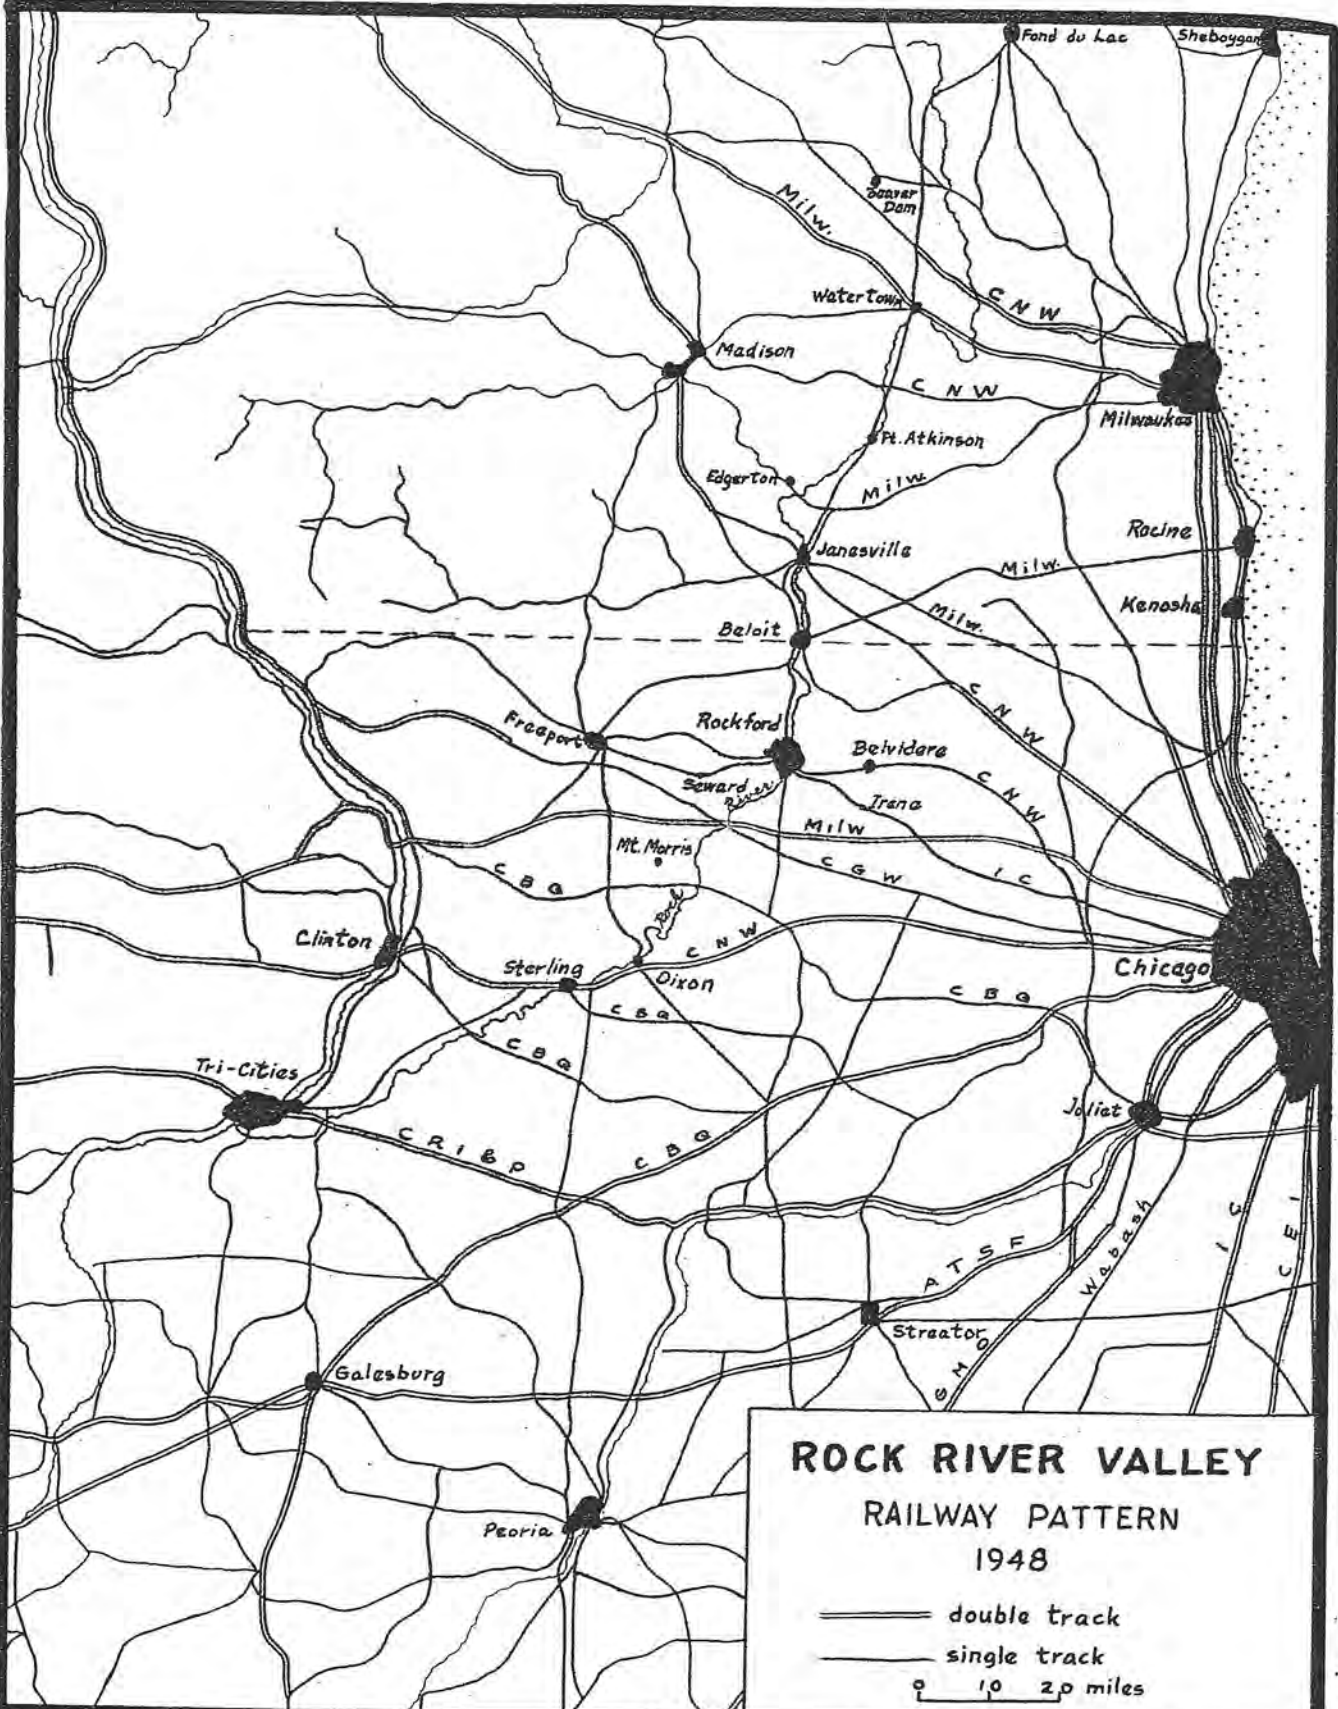 Fond du Lac
Sheboygan
Beaver
Dam
Milw.
Watertown
C N W
Madison
C N W
Milwaukee
Ft. Atkinson
Edgerton
Milw.
Racine
Janesville
Milw.
Kenosha
Milw.
Beloit
C N W
Freeport
Rockford
Belvidere
C N W
Seward
River
Irene
Milw
Mt. Morris
C B Q
C G W
I C
Rock
Clinton
C N W
Sterling
Dixon
Chicago
C B Q
C B Q
C B Q
Tri-Cities
Joliet
C R I & P
C B Q
Wabash
I C
C E I
A T S F
Streator
G M O
Galesburg
Peoria
ROCK RIVER VALLEY
RAILWAY PATTERN
1948
double track
single track
0 10 20 miles